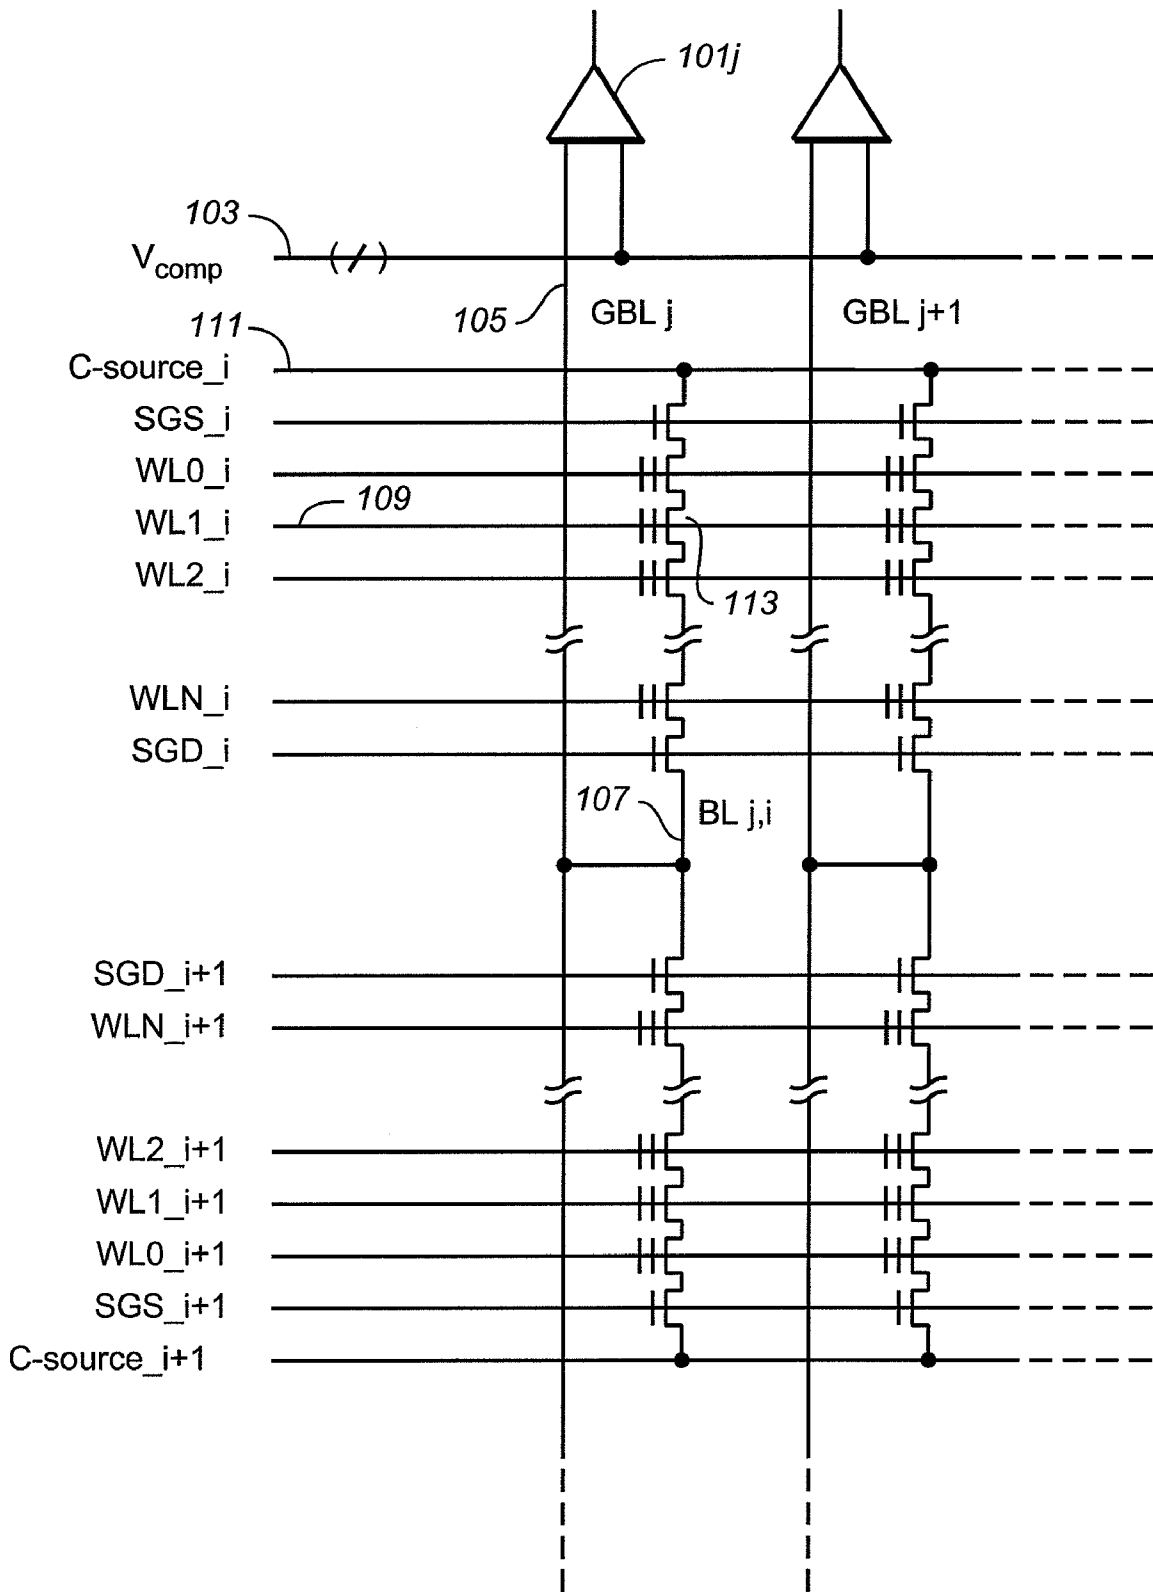 101j
103
V_comp (/)
105
GBL j
GBL j+1
111
C-source_i
SGS_i
WL0_i
109
WL1_i
WL2_i
113
WLN_i
SGD_i
107
BL j,i
SGD_i+1
WLN_i+1
WL2_i+1
WL1_i+1
WL0_i+1
SGS_i+1
C-source_i+1